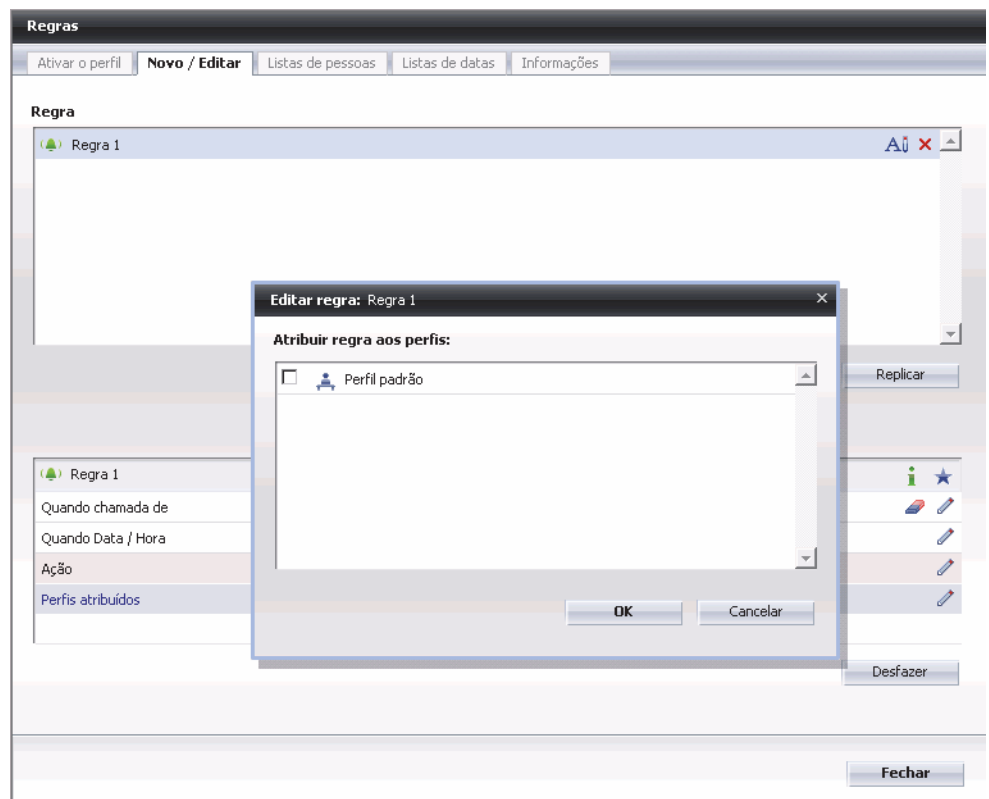 Regras
Ativar o perfil Novo / Editar Listas de pessoas Listas de datas Informações
Regra
Regra 1
Editar regra: Regra 1
Atribuir regra aos perfis:
Perfil padrão
Replicar
Regra 1
Quando chamada de
Quando Data / Hora
Ação
Perfis atribuídos
OK Cancelar
Desfazer
Fechar